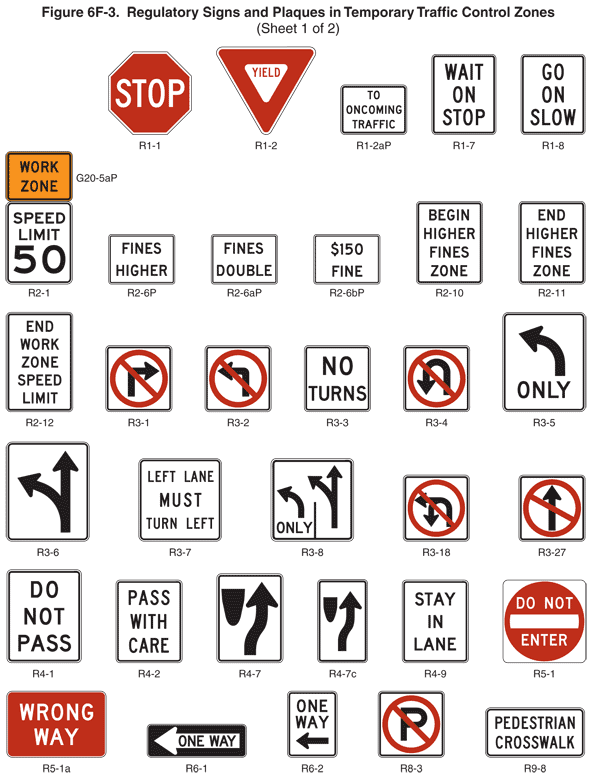 Figure 6F-3. Regulatory Signs and Plaques in Temporary Traffic Control Zones
(Sheet 1 of 2)
STOP
R1-1
YIELD
R1-2
TO
ONCOMING
TRAFFIC
R1-2aP
WAIT
ON
STOP
R1-7
GO
ON
SLOW
R1-8
WORK
ZONE
G20-5aP
SPEED
LIMIT
50
R2-1
FINES
HIGHER
R2-6P
FINES
DOUBLE
R2-6aP
$150
FINE
R2-6bP
BEGIN
HIGHER
FINES
ZONE
R2-10
END
HIGHER
FINES
ZONE
R2-11
END
WORK
ZONE
SPEED
LIMIT
R2-12
R3-1
R3-2
NO
TURNS
R3-3
R3-4
ONLY
R3-5
R3-6
LEFT LANE
MUST
TURN LEFT
R3-7
ONLY
R3-8
R3-18
R3-27
DO
NOT
PASS
R4-1
PASS
WITH
CARE
R4-2
R4-7
R4-7c
STAY
IN
LANE
R4-9
DO NOT
ENTER
R5-1
WRONG
WAY
R5-1a
ONE WAY
R6-1
ONE
WAY
R6-2
P
R8-3
PEDESTRIAN
CROSSWALK
R9-8